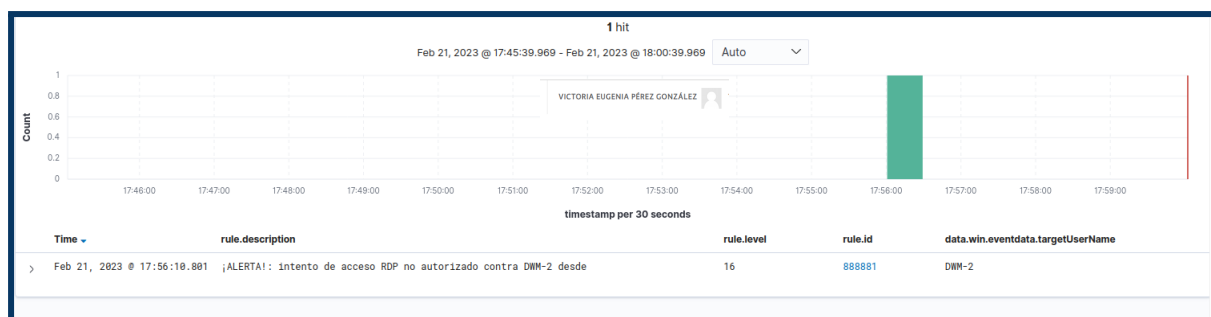 1 hit
Feb 21, 2023 @ 17:45:39.969 - Feb 21, 2023 @ 18:00:39.969 Auto
VICTORIA EUGENIA PÉREZ GONZÁLEZ
Count
1
0.8
0.6
0.4
0.2
0
17:46:00 17:47:00 17:48:00 17:49:00 17:50:00 17:51:00 17:52:00 17:53:00 17:54:00 17:55:00 17:56:00 17:57:00 17:58:00 17:59:00
timestamp per 30 seconds
Time rule.description rule.level rule.id data.win.eventdata.targetUserName
Feb 21, 2023 @ 17:56:10.801 ¡ALERTA!: intento de acceso RDP no autorizado contra DWM-2 desde 16 888881 DWM-2